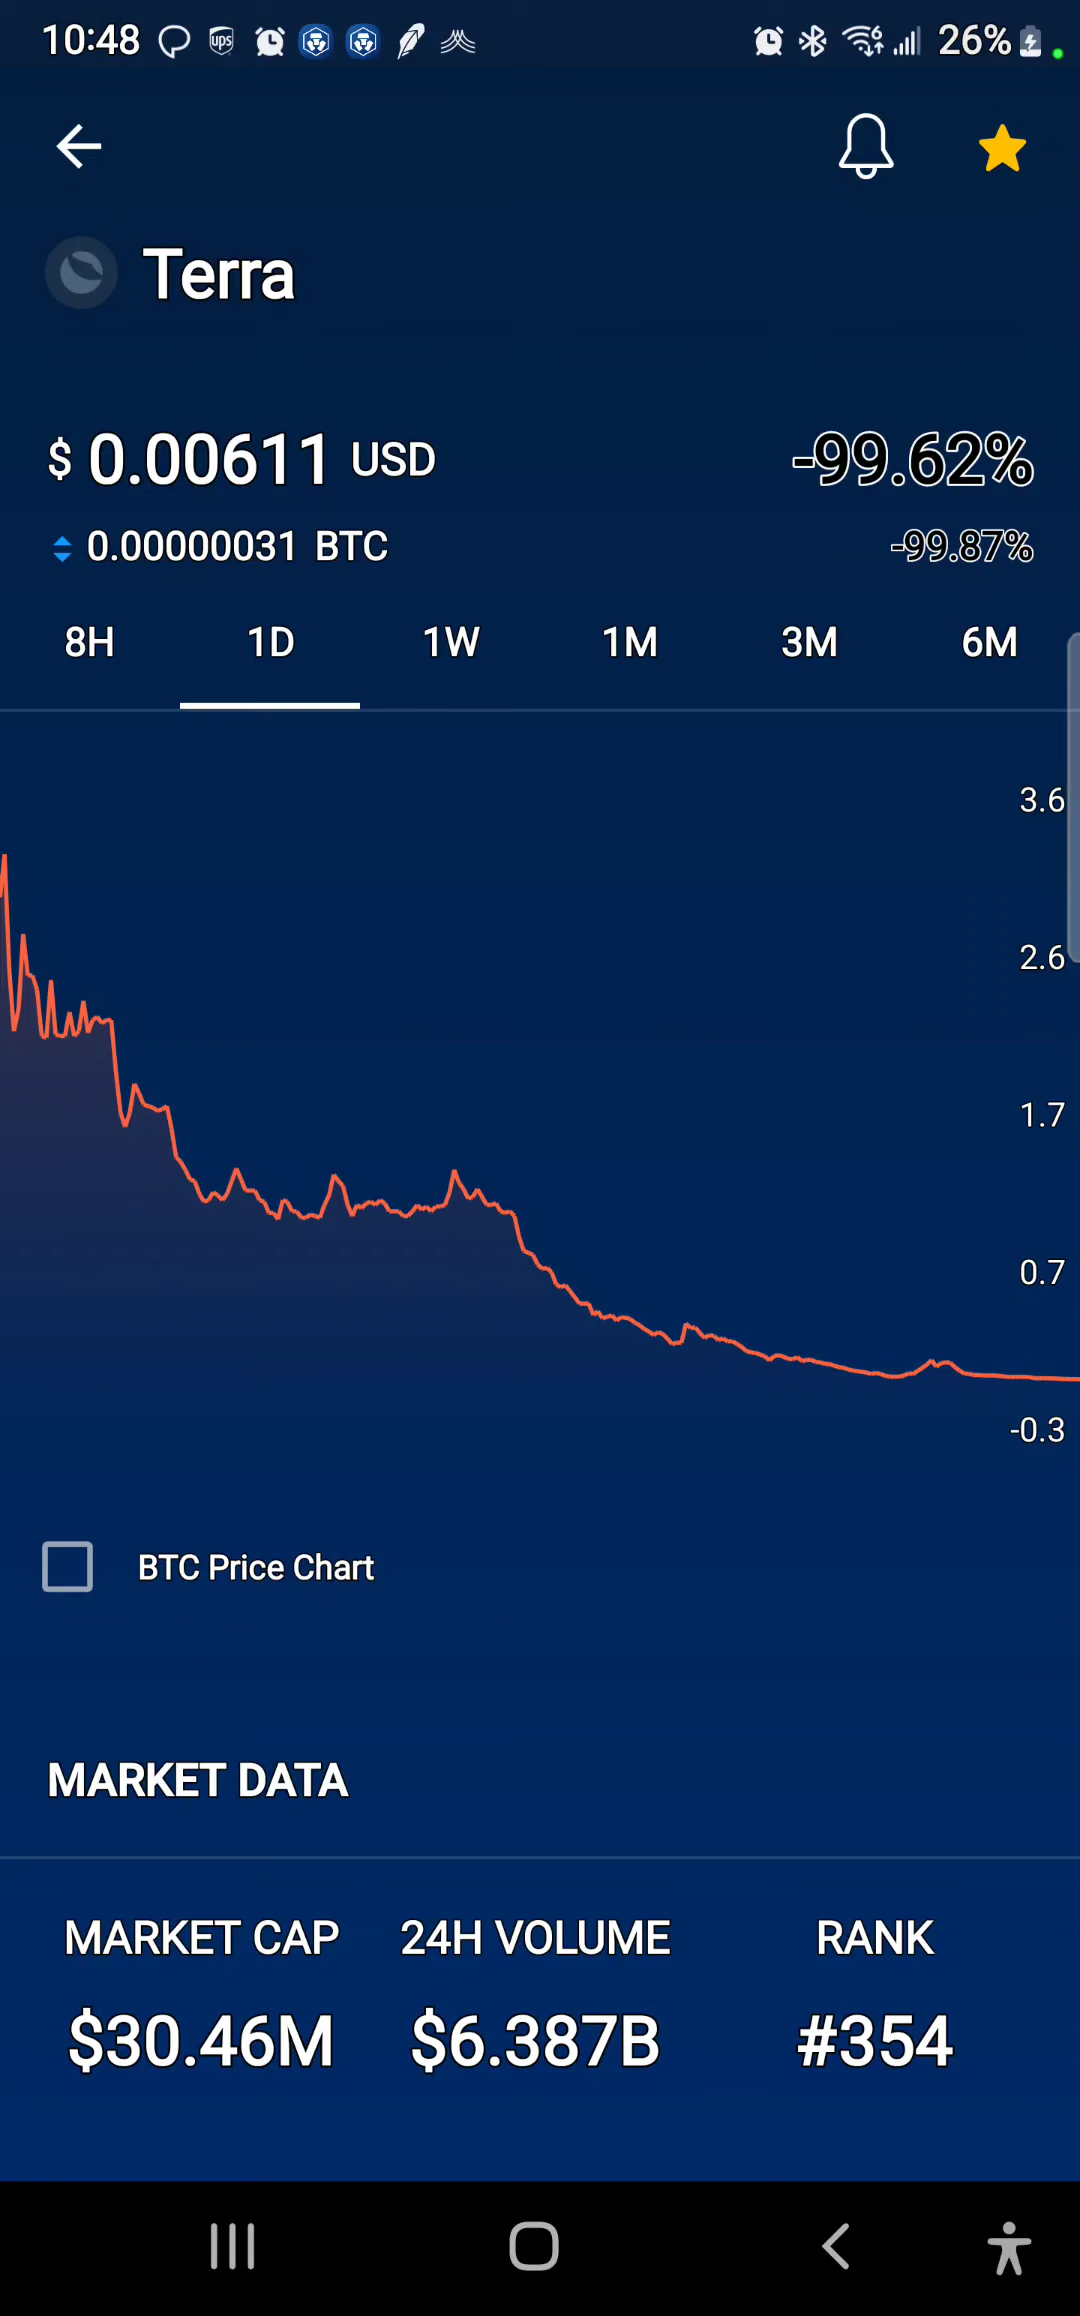 10:48 ups 6 26%
Terra
$ 0.00611 USD -99.62%
0.00000031 BTC -99.87%
8H 1D 1W 1M 3M 6M
3.6
2.6
1.7
0.7
-0.3
BTC Price Chart
MARKET DATA
MARKET CAP 24H VOLUME RANK
$30.46M $6.387B #354